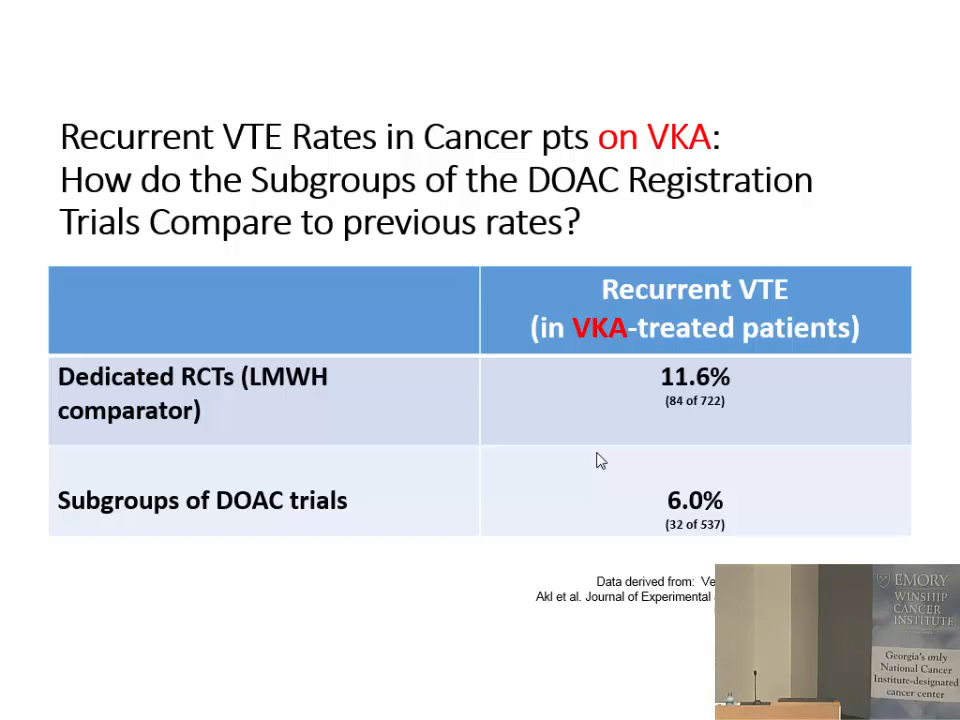 Recurrent VTE Rates in Cancer pts on VKA:
How do the Subgroups of the DOAC Registration
Trials Compare to previous rates?
Recurrent VTE
(in VKA-treated patients)
Dedicated RCTs (LMWH
comparator)
11.6%
(84 of 722)
Subgroups of DOAC trials
6.0%
(32 of 537)
Data derived from:
Akl et al. Journal of Experimental
EMORY
WINSHIP
CANCER
INSTITUTE
Georgia's only
National Cancer
Institute-designated
cancer center